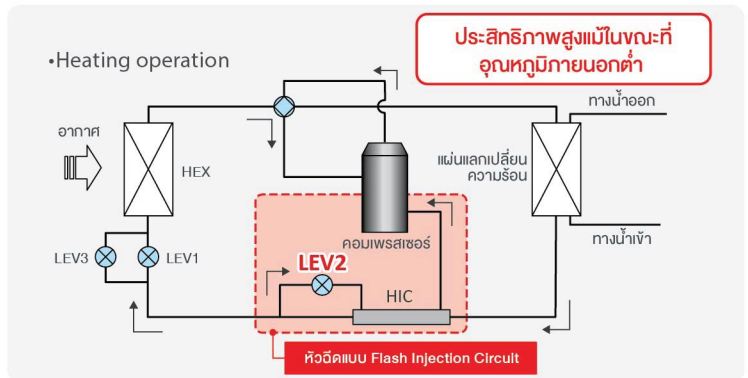 ประสิทธิภาพสูงแม้ในขณะที่
อุณหภูมิภายนอกต่ำ
•Heating operation
ทางน้ำออก
อากาศ
HEX
แผ่นแลกเปลี่ยน
ความร้อน
คอมเพรสเซอร์
ทางน้ำเข้า
LEV3
LEV1
LEV2
HIC
หัวฉีดแบบ Flash Injection Circuit